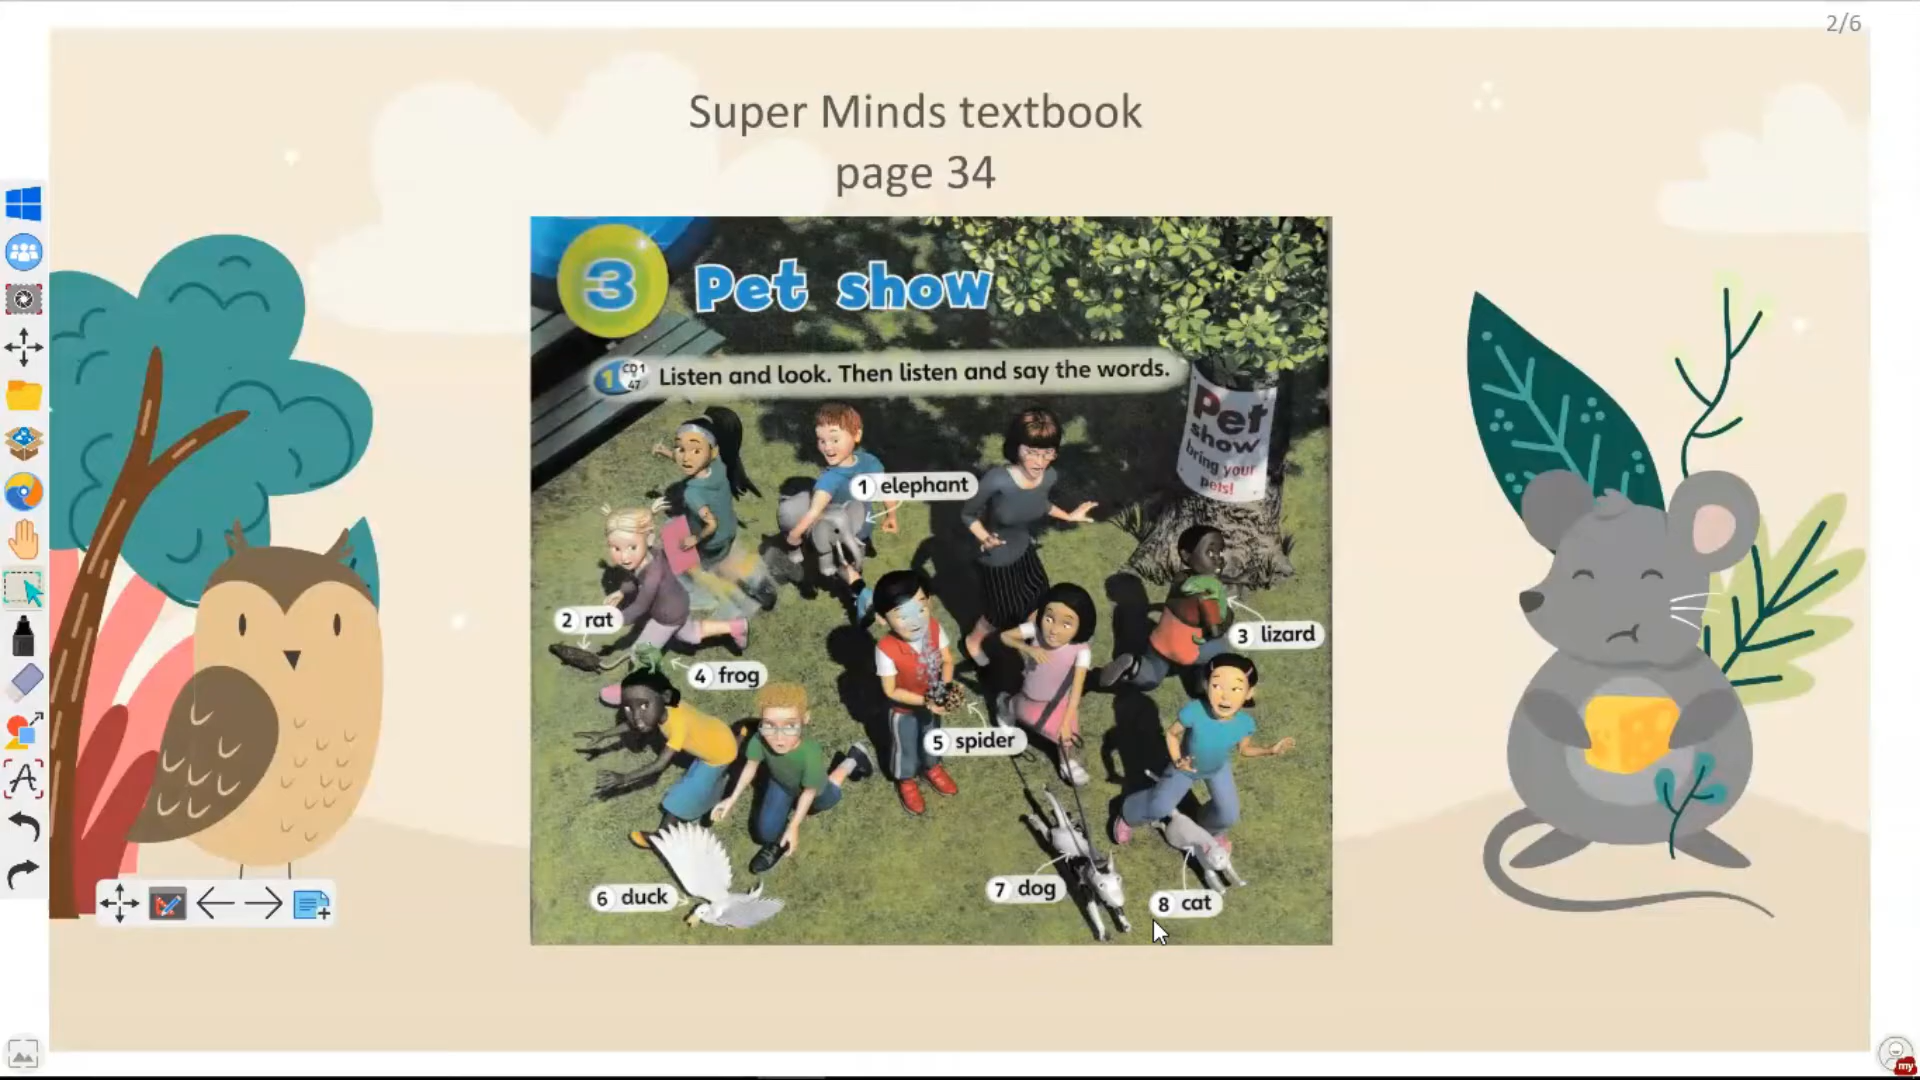 2/6
Super Minds textbook
page 34
3 Pet show
1 CD1 47 Listen and look. Then listen and say the words.
Pet
show
bring your
pets!
1 elephant
2 rat
3 lizard
4 frog
5 spider
6 duck
7 dog
8 cat
my